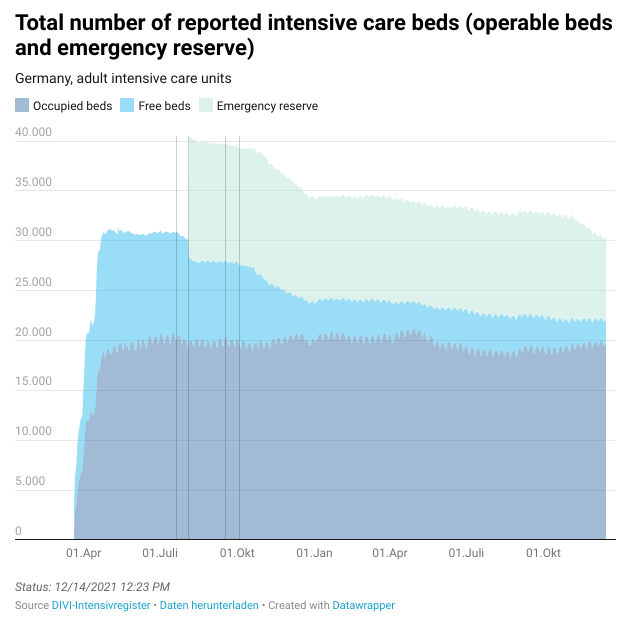 Total number of reported intensive care beds (operable beds
and emergency reserve)
Germany, adult intensive care units
Occupied beds Free beds Emergency reserve
40.000
35.000
30.000
25.000
20.000
15.000
10.000
5.000
0
01.Apr 01.Juli 01.Okt 01.Jan 01.Apr 01.Juli 01.Okt
Status: 12/14/2021 12:23 PM
Source DIVI-Intensivregister • Daten herunterladen • Created with Datawrapper